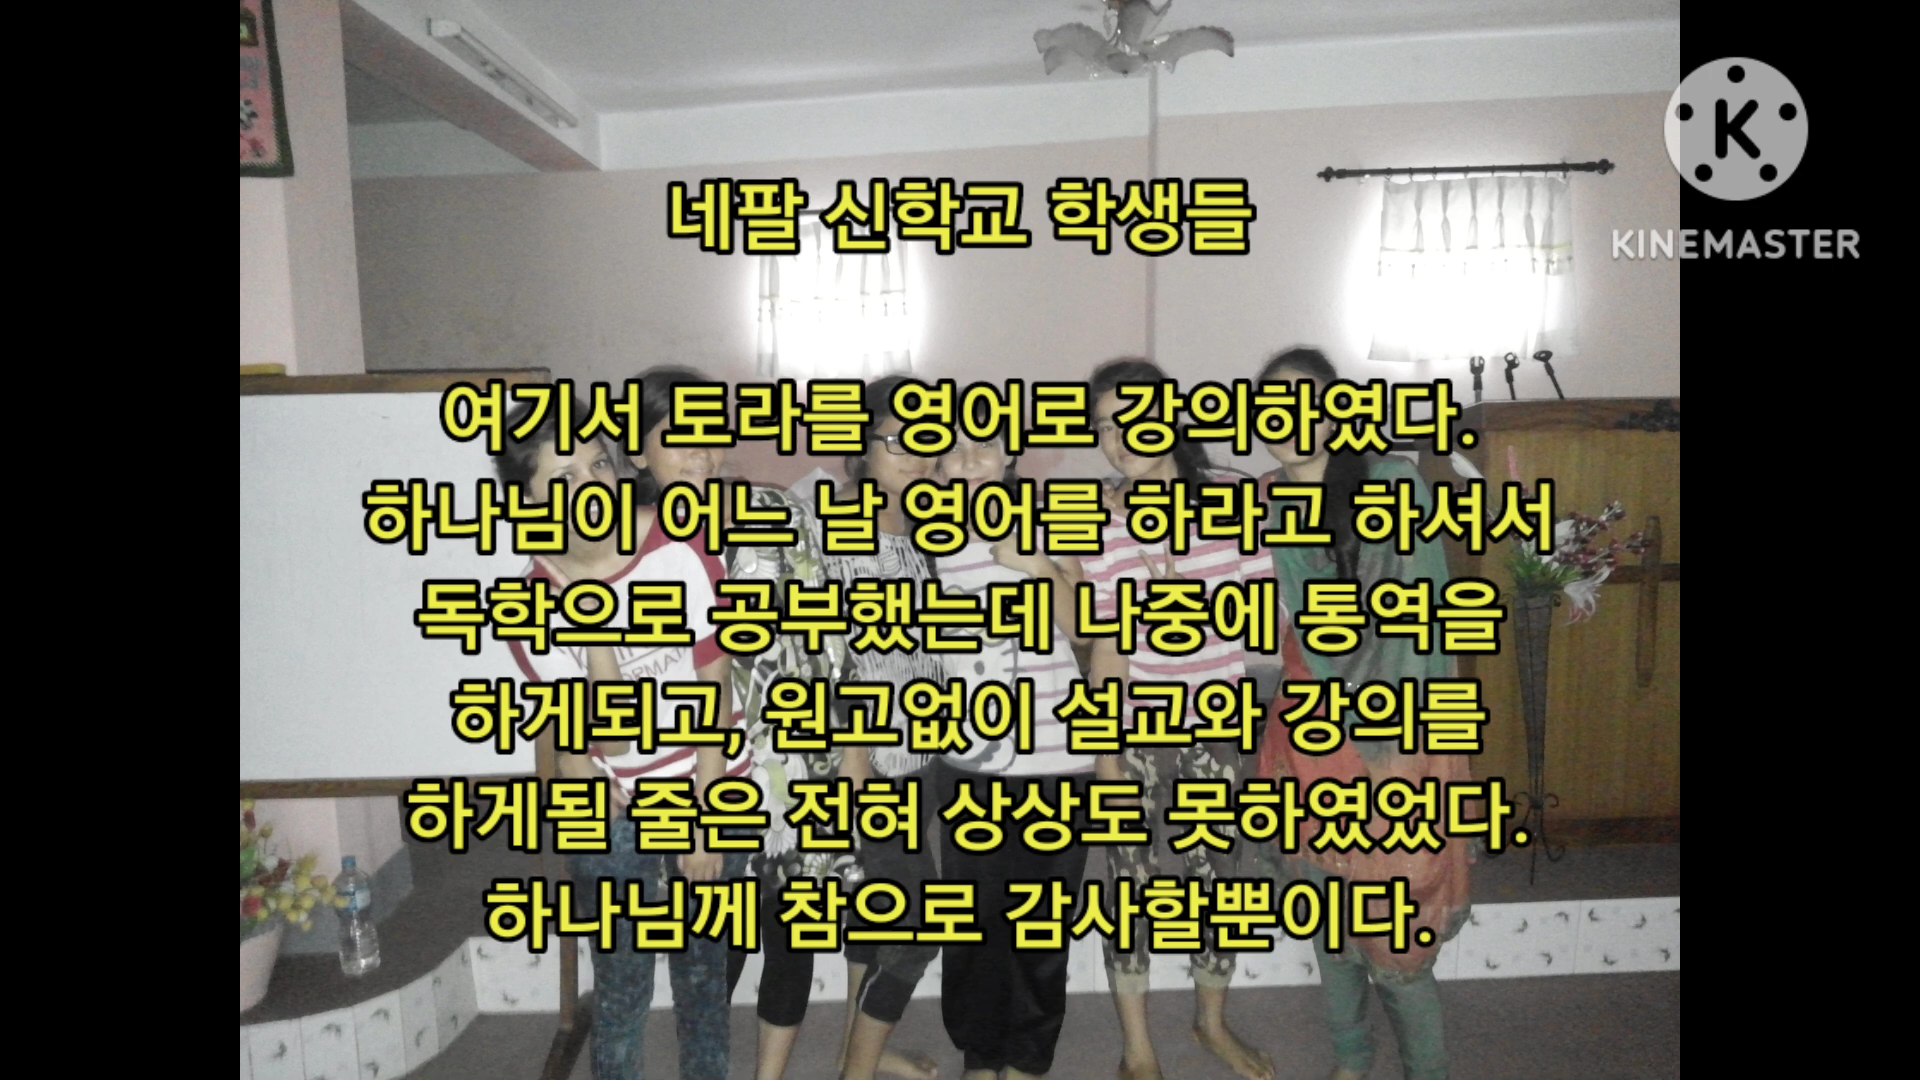 KINEMASTER
네팔 신학교 학생들
여기서 토라를 영어로 강의하였다.
하나님이 어느 날 영어를 하라고 하셔서
독학으로 공부했는데 나중에 통역을
하게되고, 원고없이 설교와 강의를
하게될 줄은 전혀 상상도 못하였었다.
하나님께 참으로 감사할뿐이다.